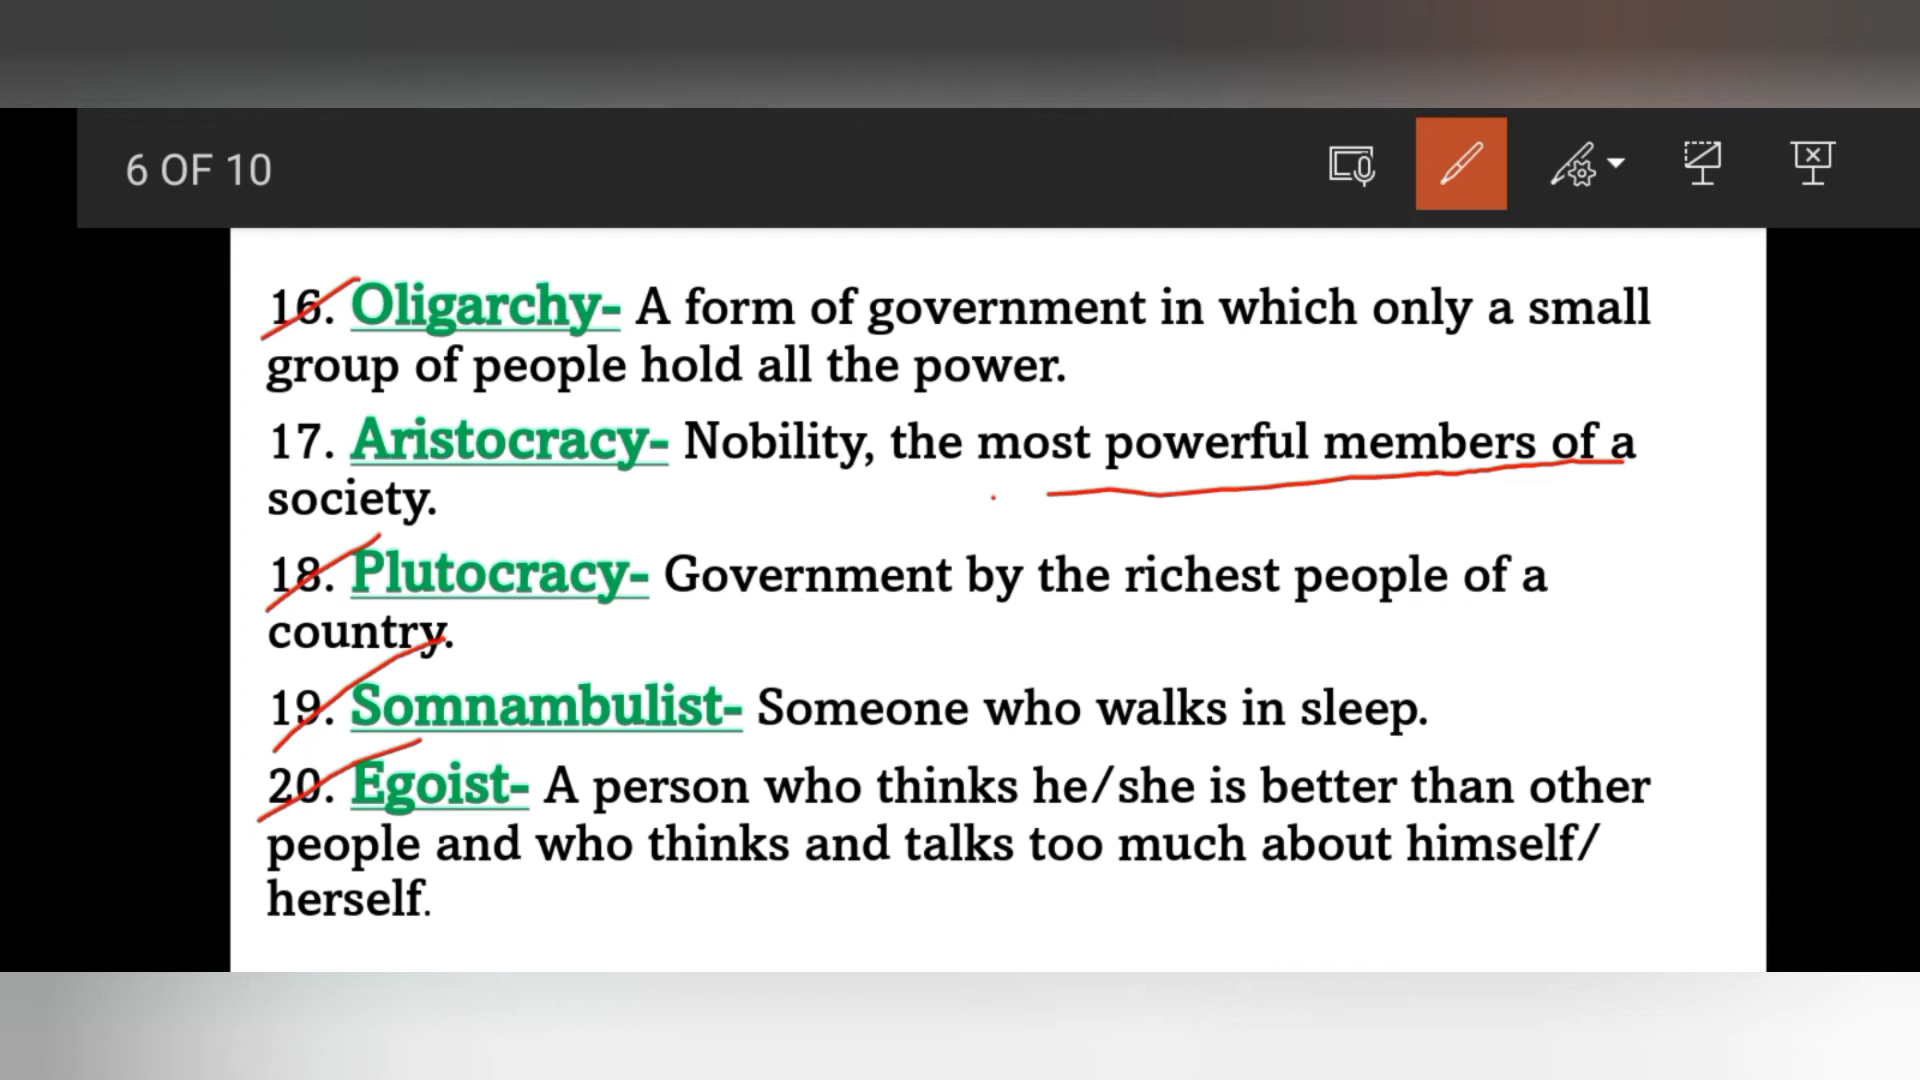 6 OF 10
16. Oligarchy- A form of government in which only a small
group of people hold all the power.
17. Aristocracy- Nobility, the most powerful members of a
society.
18. Plutocracy- Government by the richest people of a
country.
19. Somnambulist- Someone who walks in sleep.
20. Egoist- A person who thinks he/she is better than other
people and who thinks and talks too much about himself/
herself.